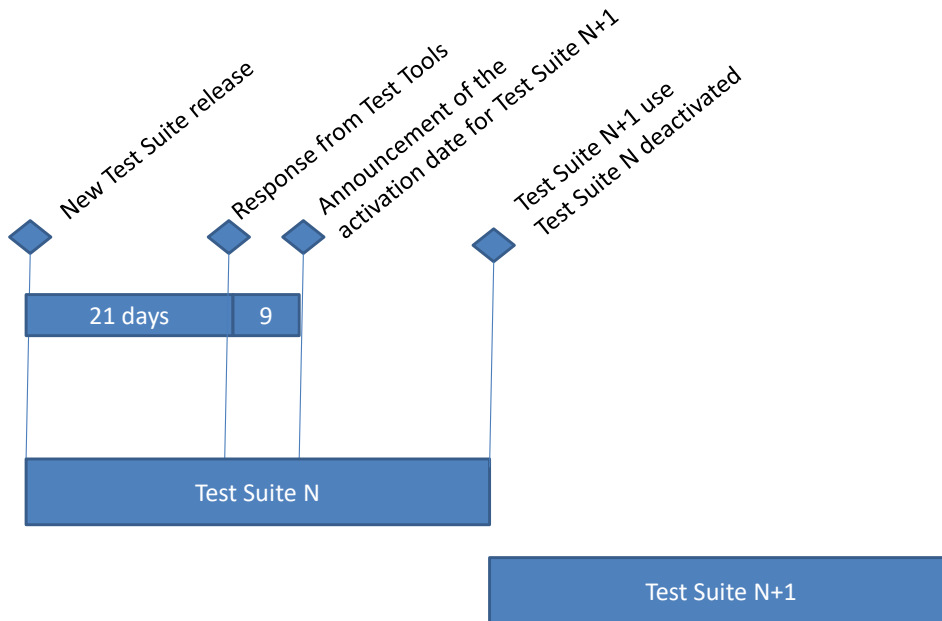 New Test Suite release
Response from Test Tools
Announcement of the
activation date for Test Suite N+1
Test Suite N+1 use
Test Suite N deactivated
21 days
9
Test Suite N
Test Suite N+1